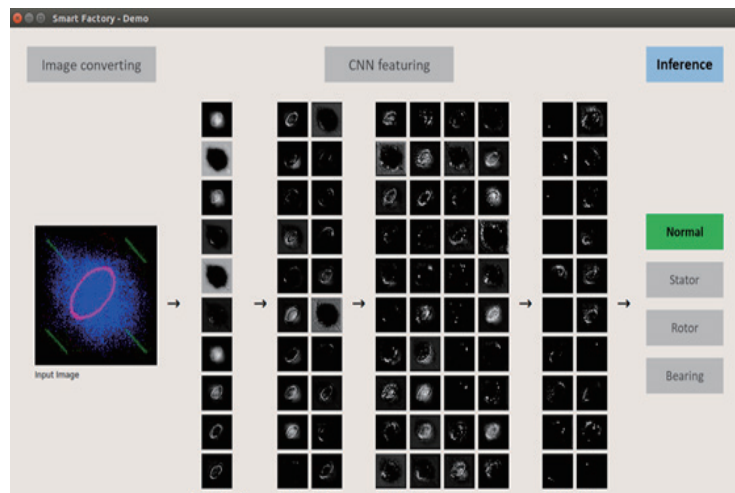 Smart Factory - Demo
Image converting
CNN featuring
Inference
Normal
Stator
Rotor
Bearing
Input Image